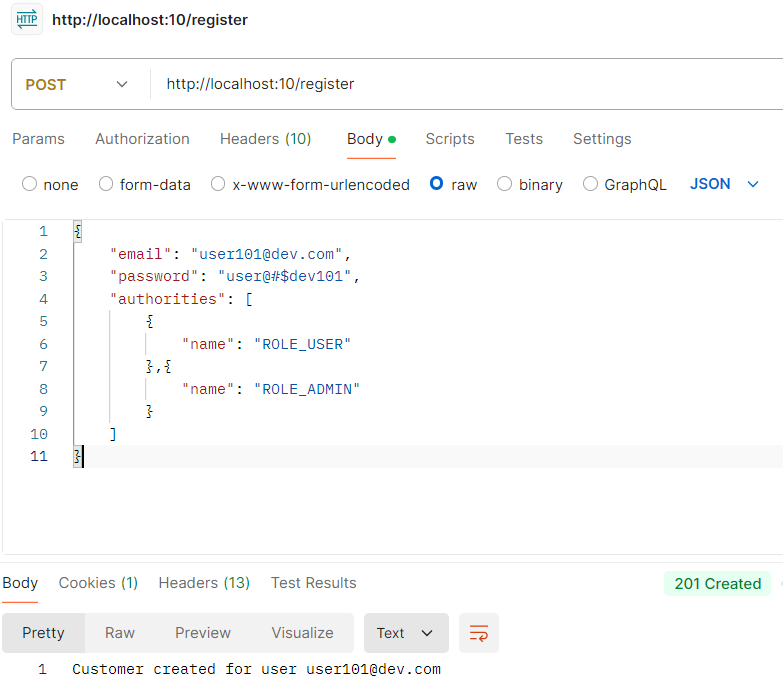 HTTP http://localhost:10/register
POST http://localhost:10/register
Params Authorization Headers (10) Body Scripts Tests Settings
none form-data x-www-form-urlencoded raw binary GraphQL JSON
1 {
2 "email": "user101@dev.com",
3 "password": "user@#$dev101",
4 "authorities": [
5 {
6 "name": "ROLE_USER"
7 },{
8 "name": "ROLE_ADMIN"
9 }
10 ]
11 }
Body Cookies (1) Headers (13) Test Results 201 Created
Pretty Raw Preview Visualize Text
1 Customer created for user user101@dev.com